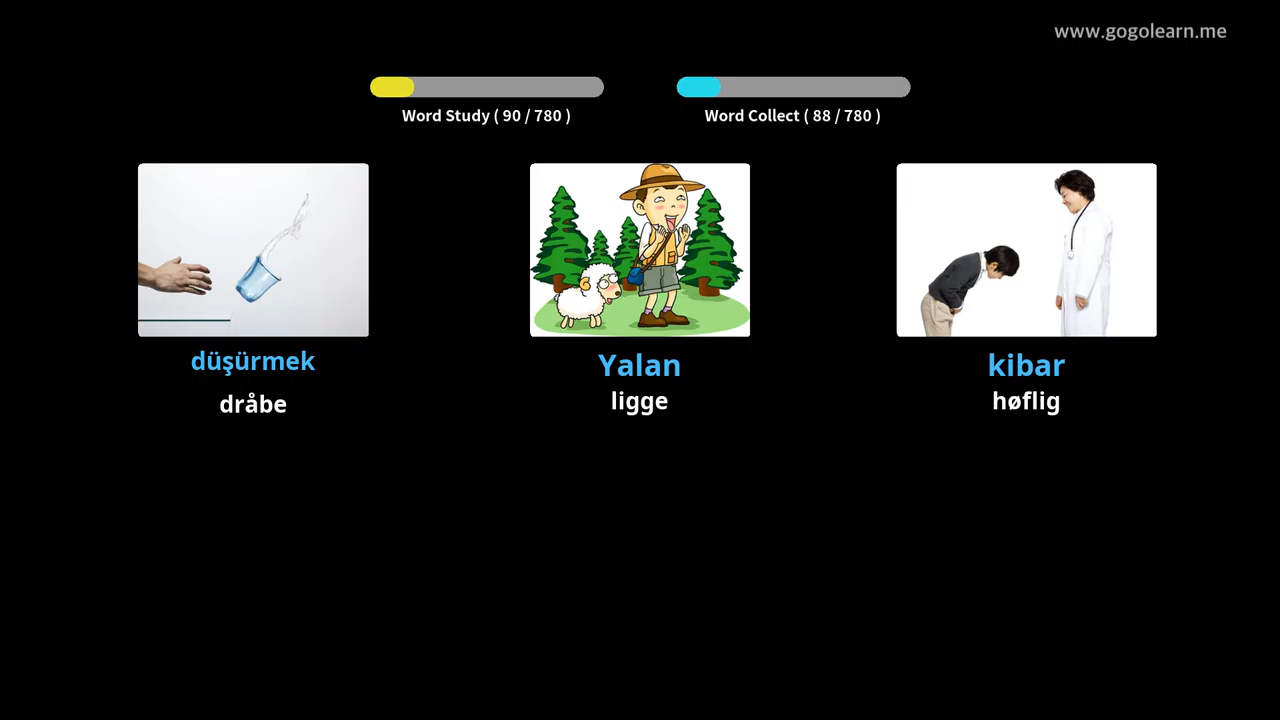 www.gogolearn.me
Word Study ( 90 / 780 )
Word Collect ( 88 / 780 )
düşürmek
dråbe
Yalan
ligge
kibar
høflig